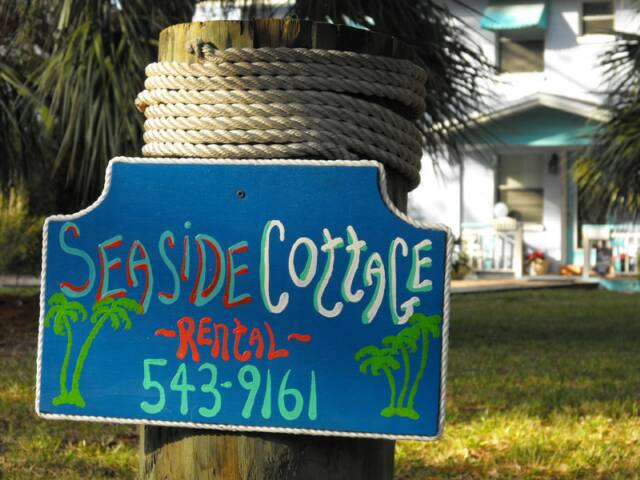 SEASIDE COTTAGE
~RENTAL~
543-9161